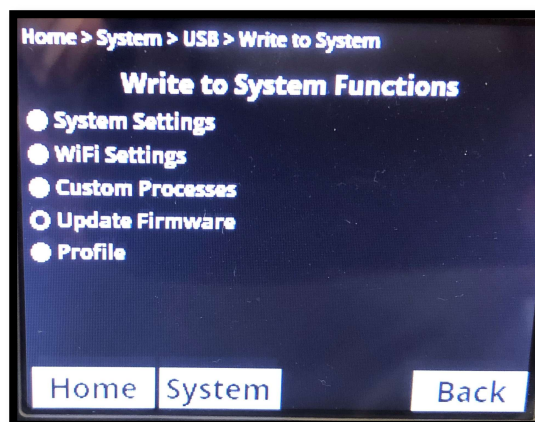 Home > System > USB > Write to System
Write to System Functions
System Settings
WiFi Settings
Custom Processes
Update Firmware
Profile
Home System Back